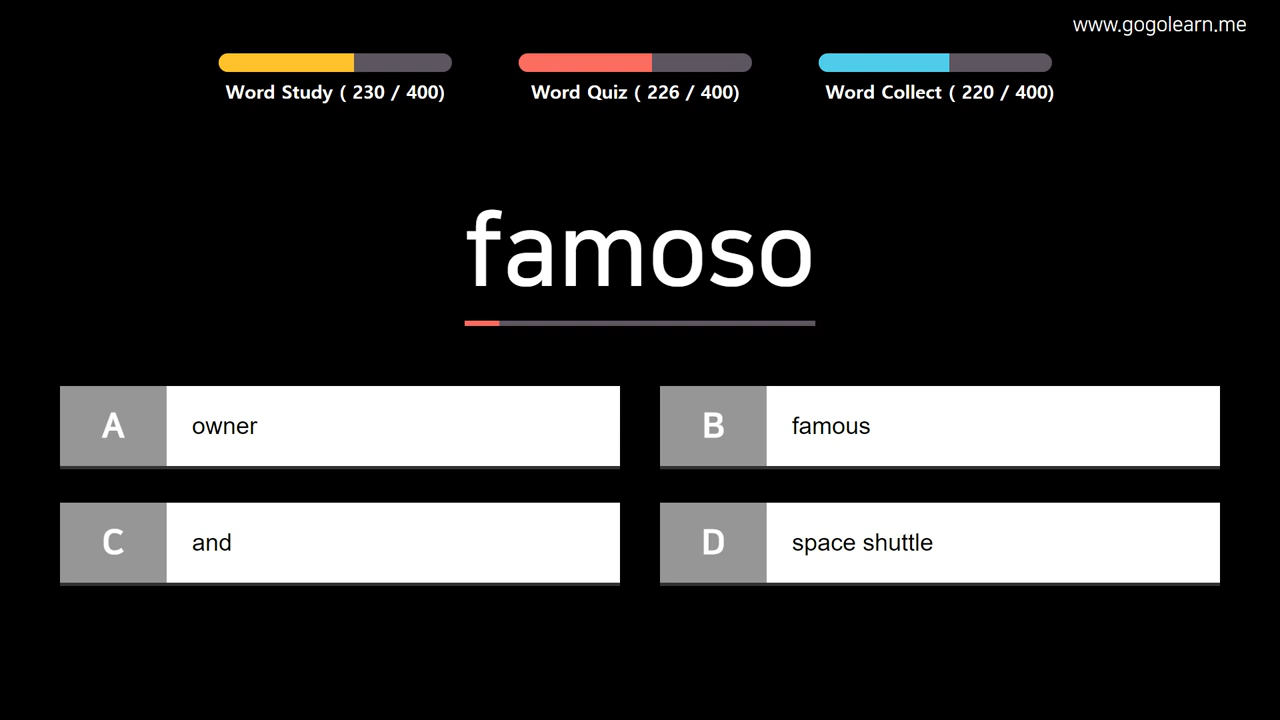 www.gogolearn.me
Word Study ( 230 / 400)
Word Quiz ( 226 / 400)
Word Collect ( 220 / 400)
famoso
A owner
B famous
C and
D space shuttle